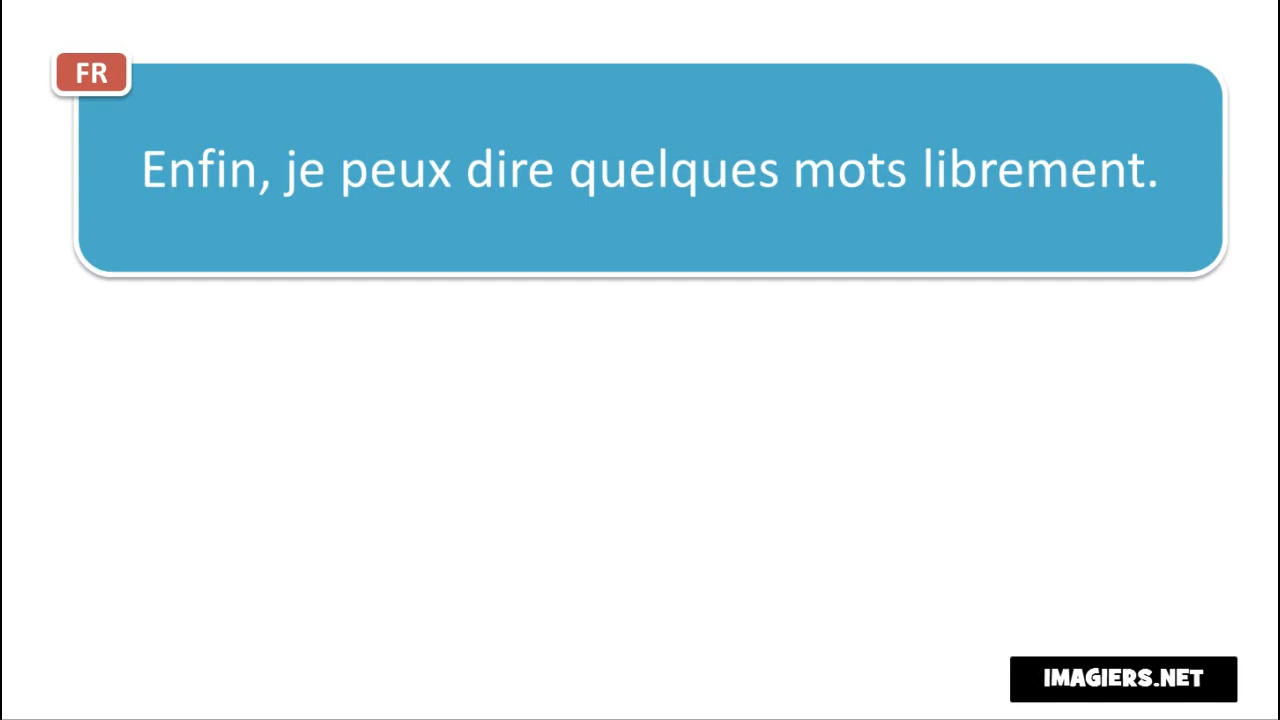 FR
Enfin, je peux dire quelques mots librement.
IMAGIERS.NET